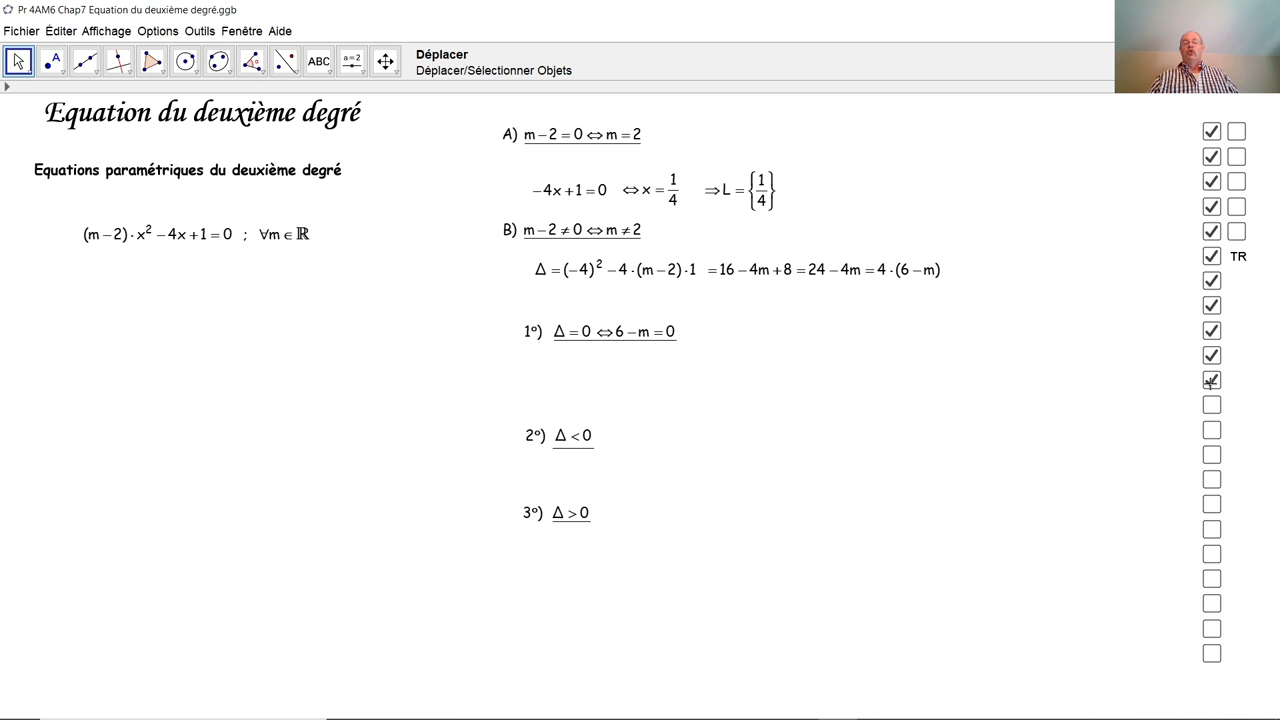 Pr 4AM6 Chap7 Equation du deuxième degré.ggb
Fichier Éditer Affichage Options Outils Fenêtre Aide
A ABC a=2 Déplacer
Déplacer/Sélectionner Objets
Equation du deuxième degré
Equations paramétriques du deuxième degré
(m−2)·x² −4x+1=0 ; ∀m∈ℝ
A) m−2=0⇔m=2
−4x+1=0 ⇔x=1/4 ⇒L={1/4}
B) m−2≠0⇔m≠2
Δ=(−4)² −4·(m−2)·1 =16−4m+8=24−4m=4·(6−m)
1°) Δ=0⇔6−m=0
2°) Δ<0
3°) Δ>0
TR